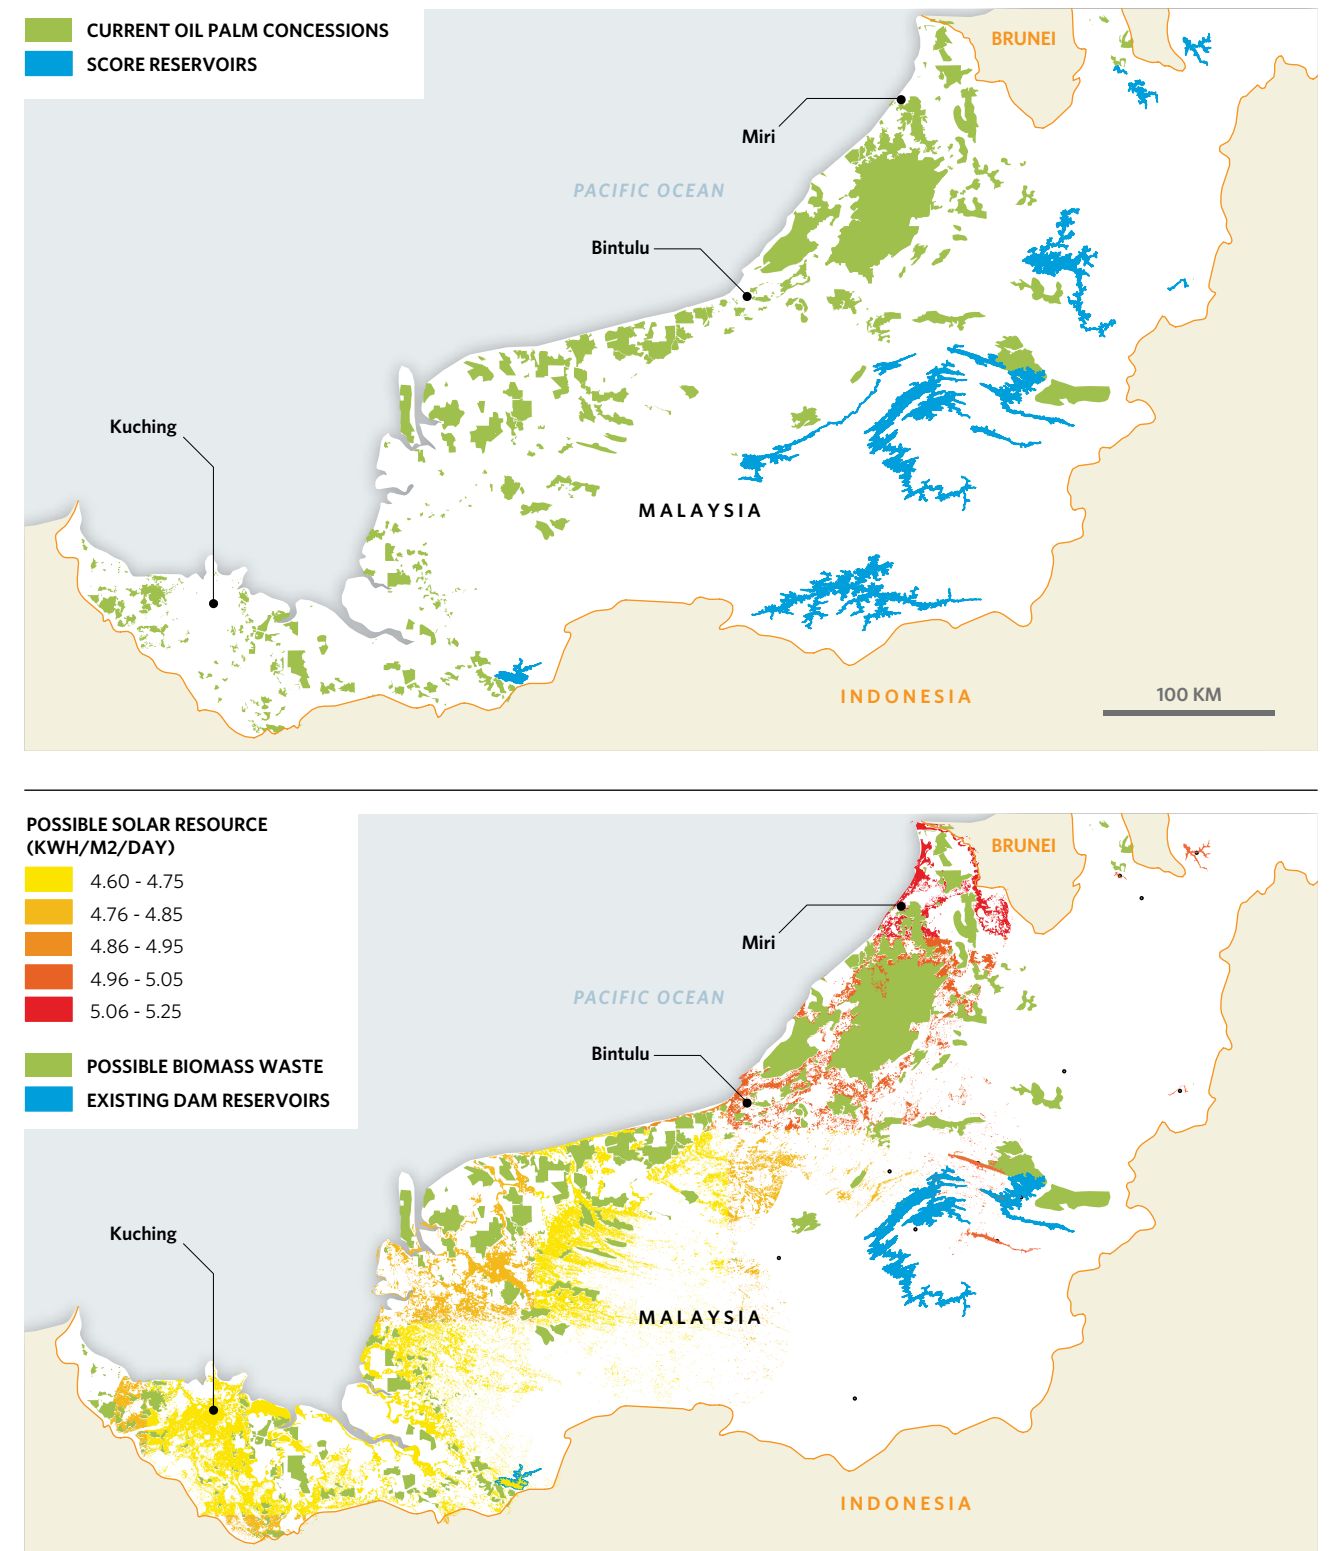 CURRENT OIL PALM CONCESSIONS
SCORE RESERVOIRS
BRUNEI
Miri
PACIFIC OCEAN
Bintulu
Kuching
MALAYSIA
INDONESIA
100 KM
POSSIBLE SOLAR RESOURCE
(KWH/M2/DAY)
4.60 - 4.75
4.76 - 4.85
4.86 - 4.95
4.96 - 5.05
5.06 - 5.25
POSSIBLE BIOMASS WASTE
EXISTING DAM RESERVOIRS
BRUNEI
Miri
PACIFIC OCEAN
Bintulu
Kuching
MALAYSIA
INDONESIA